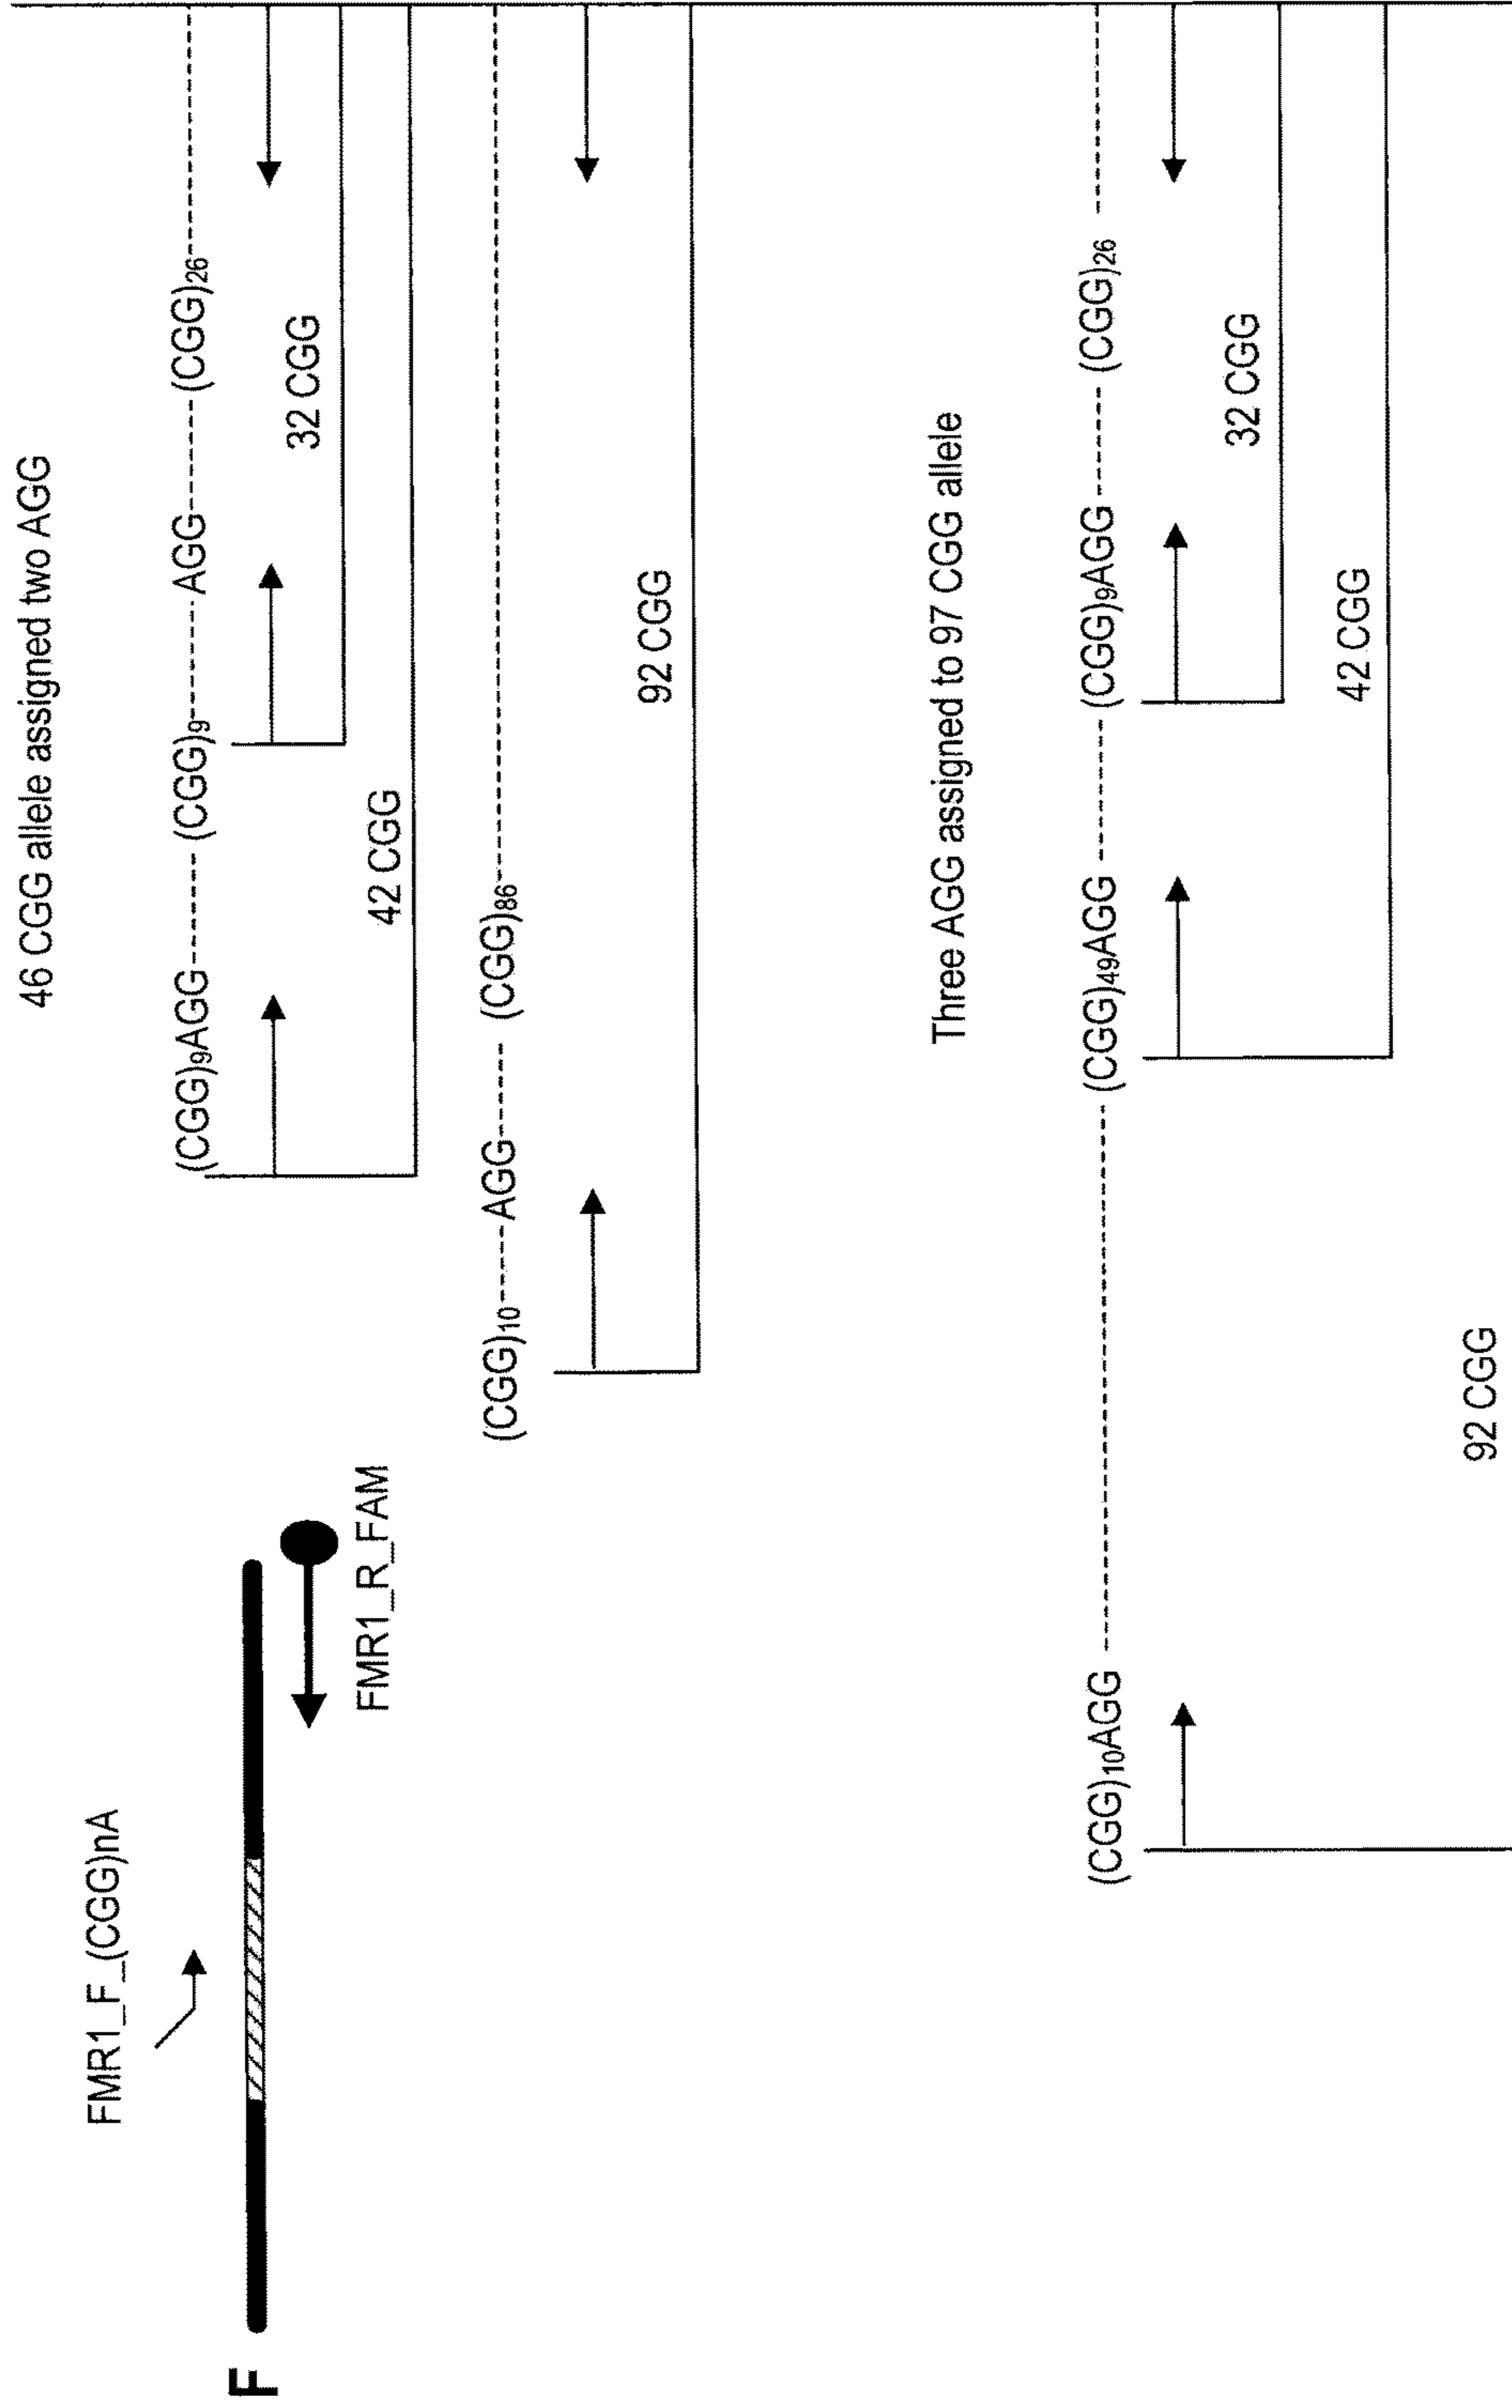 F
FMR1_F_(CGG)nA
FMR1_R_FAM
46 CGG allele assigned two AGG
(CGG)9AGG (CGG)9 AGG (CGG)26
32 CGG
42 CGG
(CGG)10 AGG (CGG)86
92 CGG
Three AGG assigned to 97 CGG allele
(CGG)10AGG (CGG)49AGG (CGG)9AGG (CGG)26
32 CGG
42 CGG
92 CGG